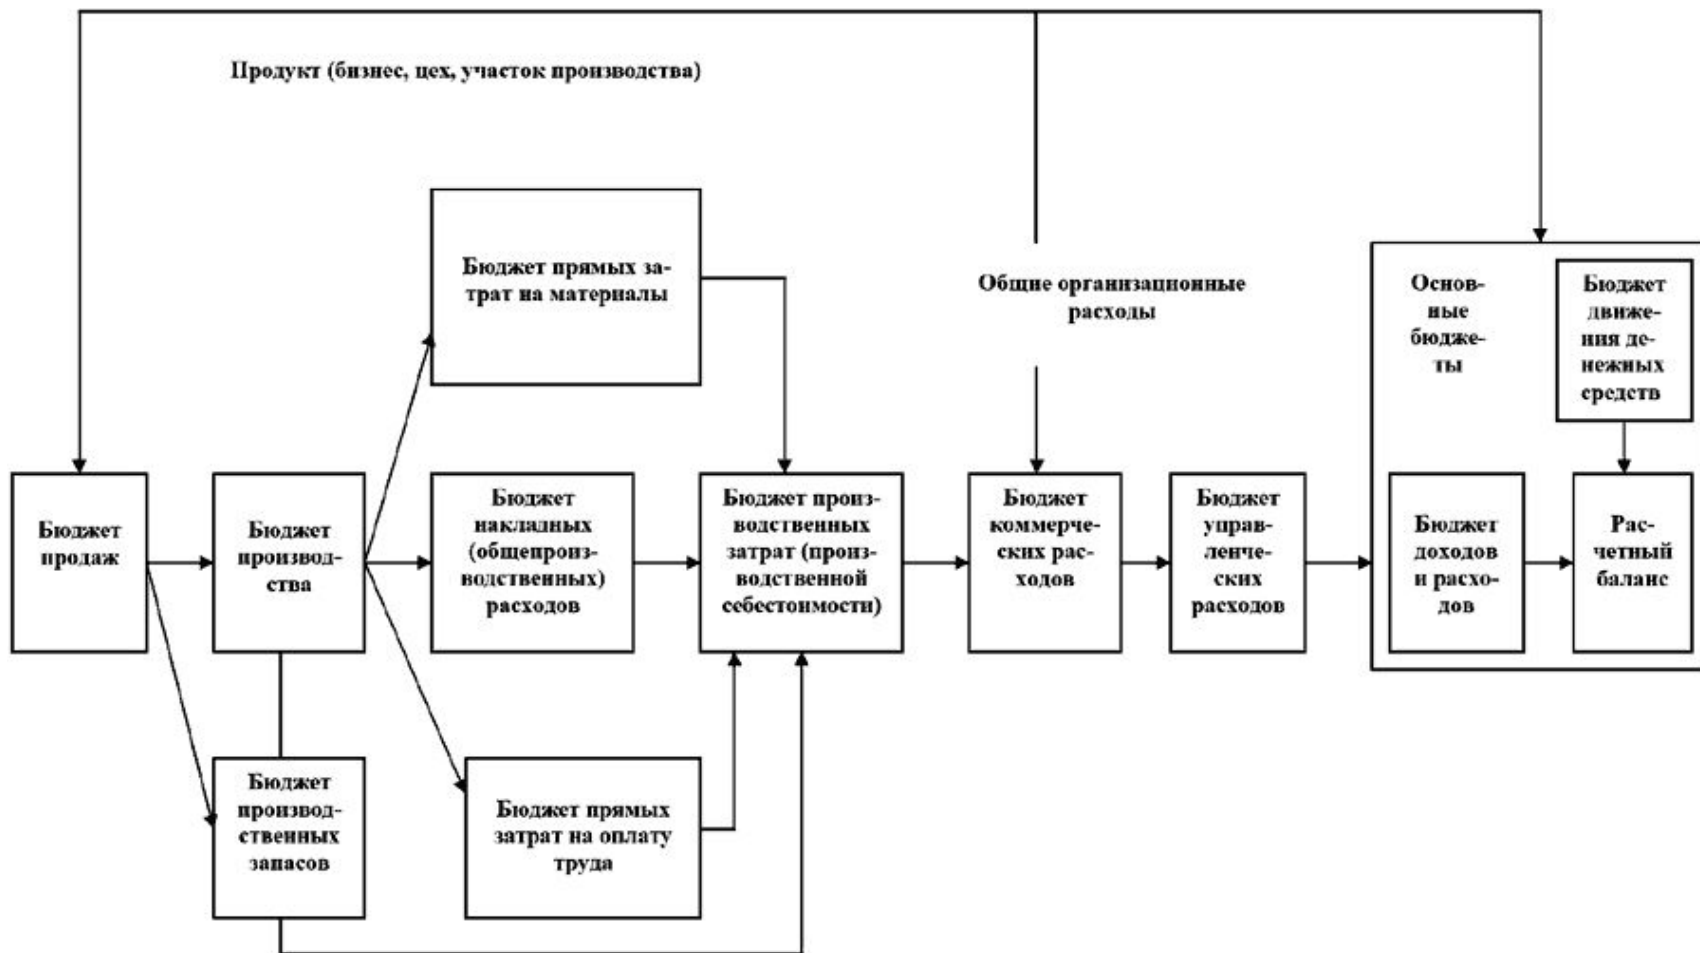 Продукт (бизнес, цех, участок производства)
Бюджет прямых за-
трат на материалы
Общие организационные
расходы
Основ-
ные
бюдже-
ты
Бюджет
движе-
ния де-
нежных
средств
Бюджет
продаж
Бюджет
производ-
ства
Бюджет
накладных
(общепроиз-
водственных)
расходов
Бюджет произ-
водственных
затрат (произ-
водственной
себестоимости)
Бюджет
коммерче-
ских рас-
ходов
Бюджет
управ-
ленче-
ских
расходов
Бюджет
доходов
и расхо-
дов
Рас-
четный
баланс
Бюджет
производ-
ственных
запасов
Бюджет прямых
затрат на оплату
труда